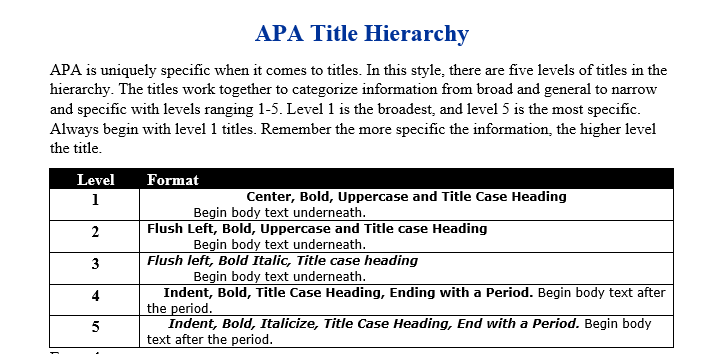 APA Title Hierarchy
APA is uniquely specific when it comes to titles. In this style, there are five levels of titles in the
hierarchy. The titles work together to categorize information from broad and general to narrow
and specific with levels ranging 1-5. Level 1 is the broadest, and level 5 is the most specific.
Always begin with level 1 titles. Remember the more specific the information, the higher level
the title.
Level Format
1 Center, Bold, Uppercase and Title Case Heading
Begin body text underneath.
2 Flush Left, Bold, Uppercase and Title case Heading
Begin body text underneath.
3 Flush left, Bold Italic, Title case heading
Begin body text underneath.
4 Indent, Bold, Title Case Heading, Ending with a Period. Begin body text after
the period.
5 Indent, Bold, Italicize, Title Case Heading, End with a Period. Begin body
text after the period.